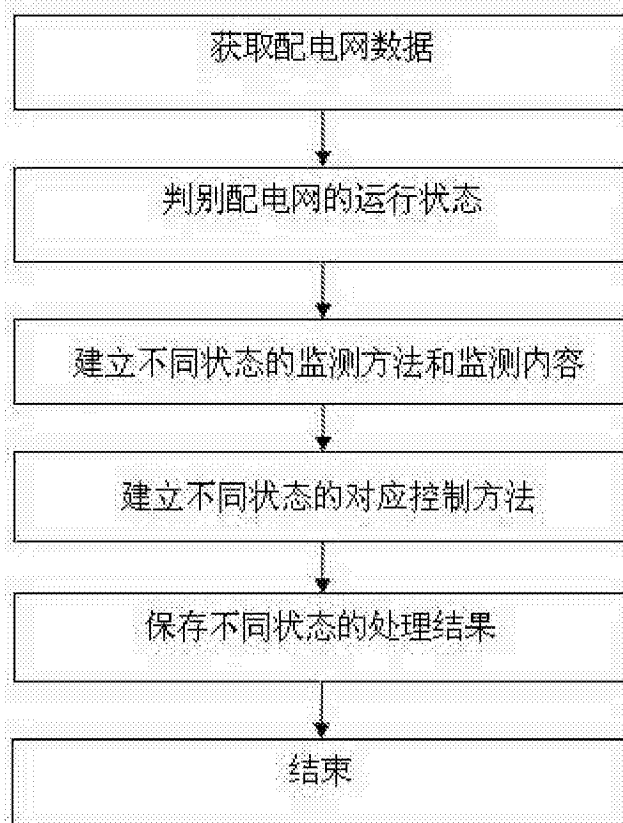 获取配电网数据
判别配电网的运行状态
建立不同状态的监测方法和监测内容
建立不同状态的对应控制方法
保存不同状态的处理结果
结束